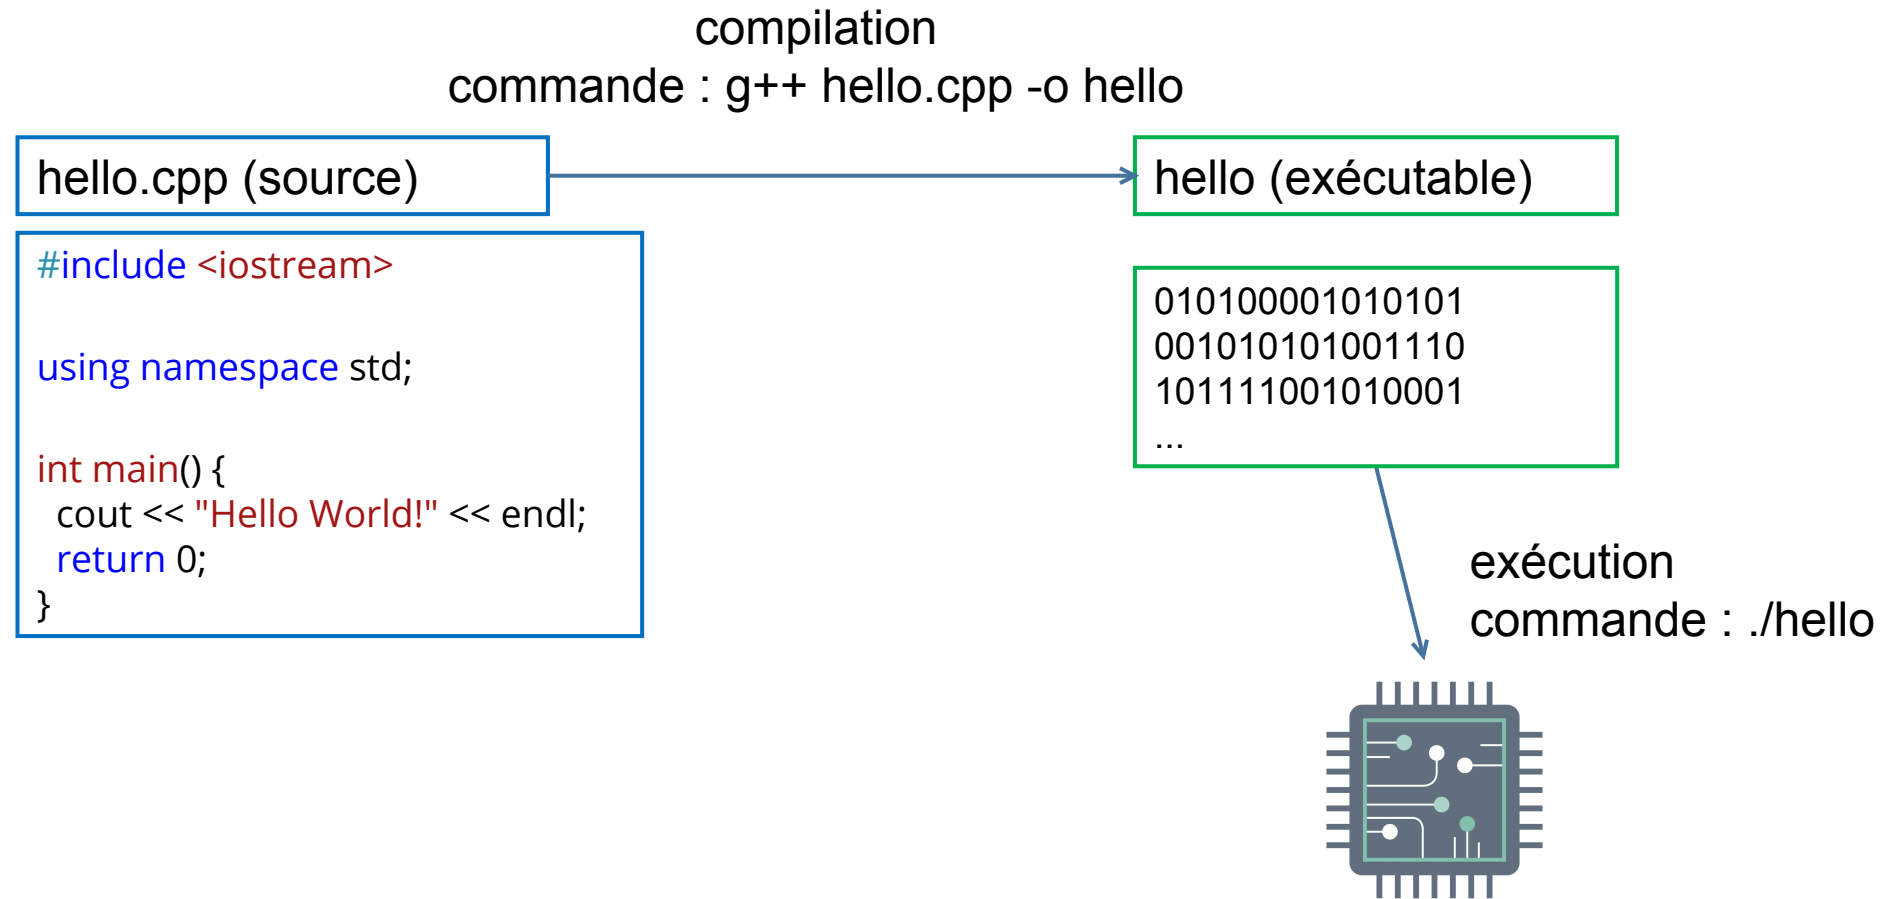 compilation
commande : g++ hello.cpp -o hello
hello.cpp (source)
hello (exécutable)
#include <iostream>
using namespace std;
int main() {
cout << "Hello World!" << endl;
return 0;
}
010100001010101
001010101001110
101111001010001
...
exécution
commande : ./hello